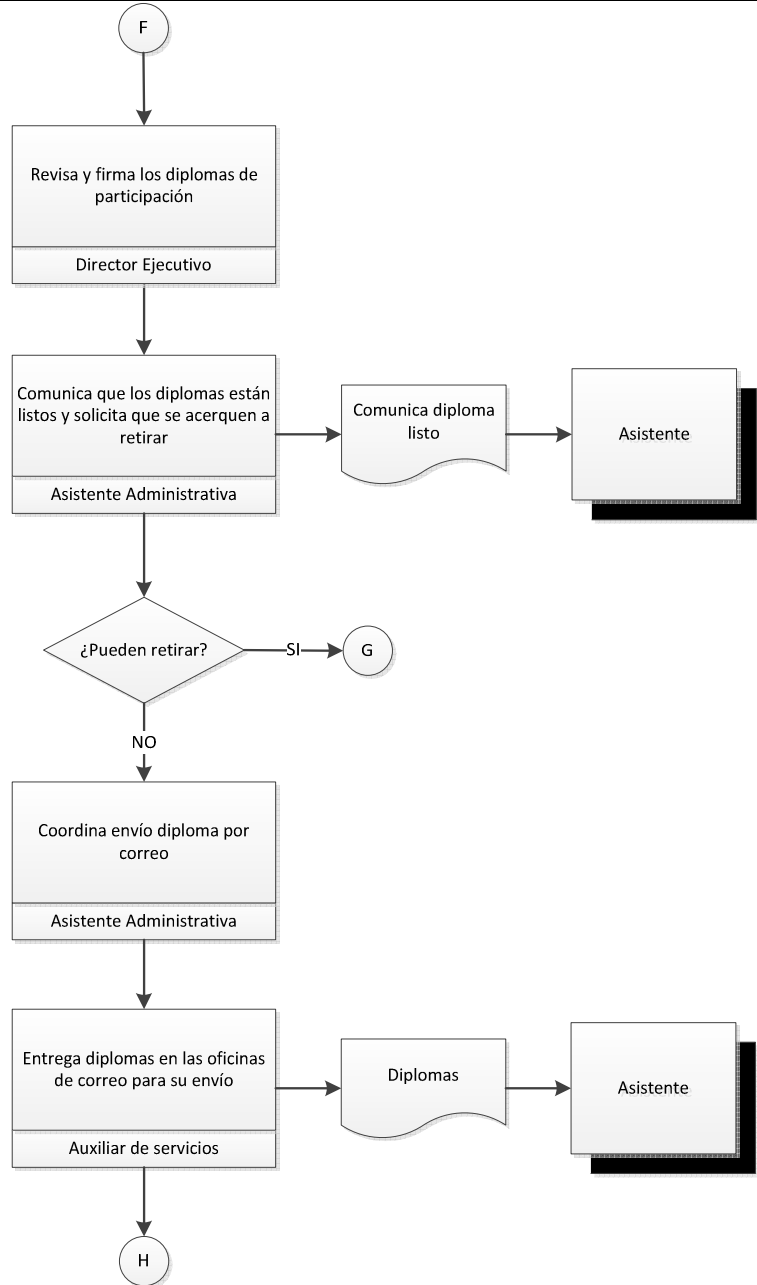 F
Revisa y firma los diplomas de
participación
Director Ejecutivo
Comunica que los diplomas están
listos y solicita que se acerquen a
retirar
Asistente Administrativa
Comunica diploma
listo
Asistente
¿Pueden retirar?
SI
G
NO
Coordina envío diploma por
correo
Asistente Administrativa
Entrega diplomas en las oficinas
de correo para su envío
Auxiliar de servicios
Diplomas
Asistente
H